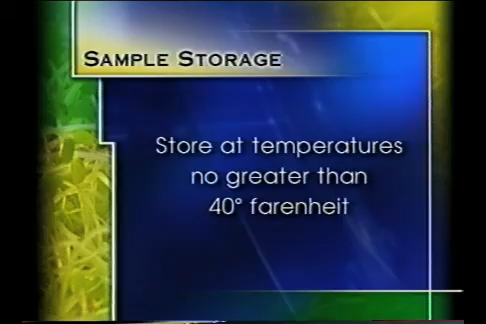 SAMPLE STORAGE
Store at temperatures
no greater than
40° farenheit